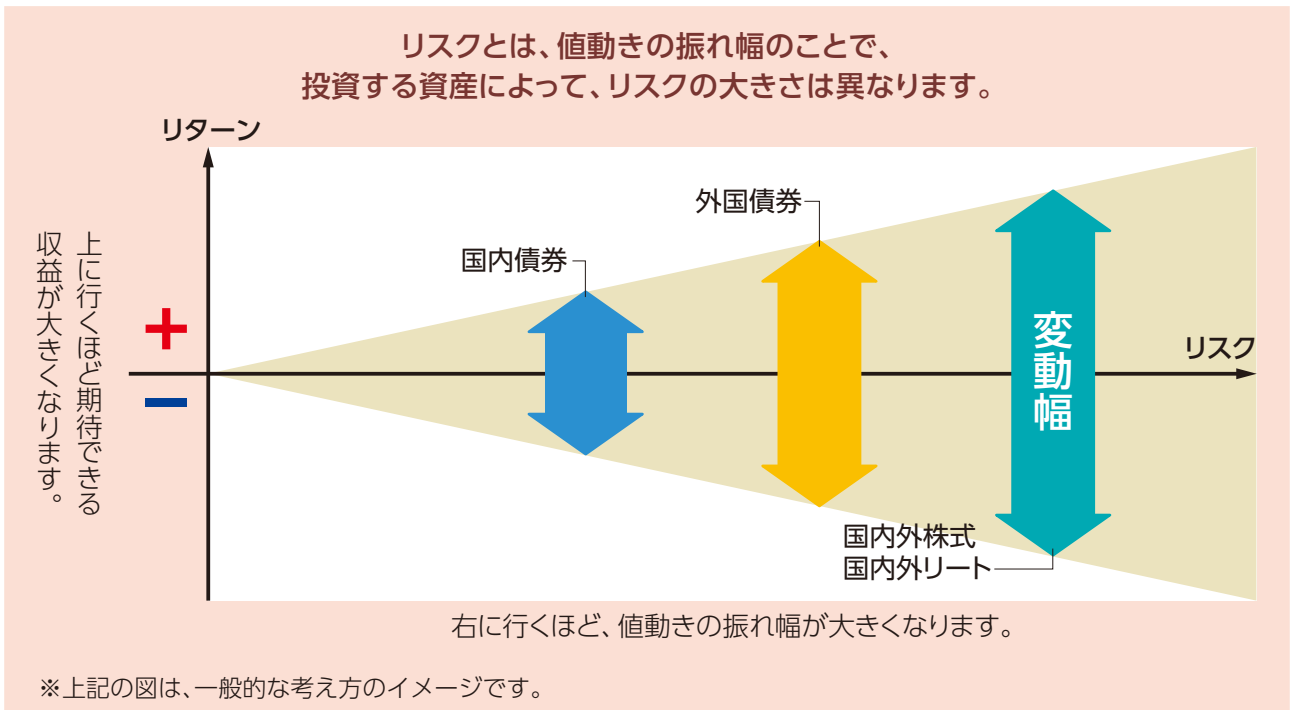 リスクとは、値動きの振れ幅のことで、
投資する資産によって、リスクの大きさは異なります。
リターン
上に行くほど期待できる
収益が大きくなります。
+
−
国内債券
外国債券
変動幅
リスク
国内外株式
国内外リート
右に行くほど、値動きの振れ幅が大きくなります。
※上記の図は、一般的な考え方のイメージです。